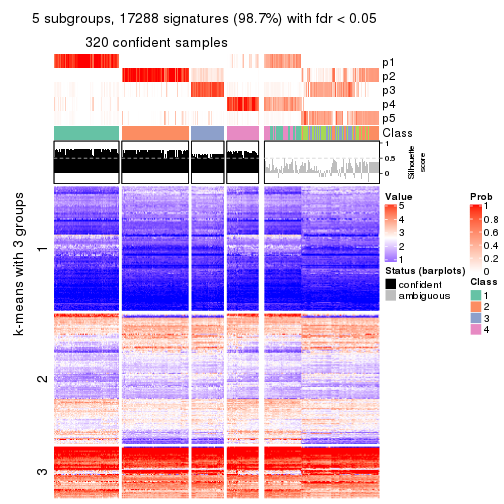 5 subgroups, 17288 signatures (98.7%) with fdr < 0.05
320 confident samples
p1
p2
p3
p4
p5
Class
1
0.5
0
Silhouette
score
k-means with 3 groups
1
2
3
Value
5
4
3
2
1
Status (barplots)
confident
ambiguous
Prob
1
0.8
0.6
0.4
0.2
0
Class
1
2
3
4